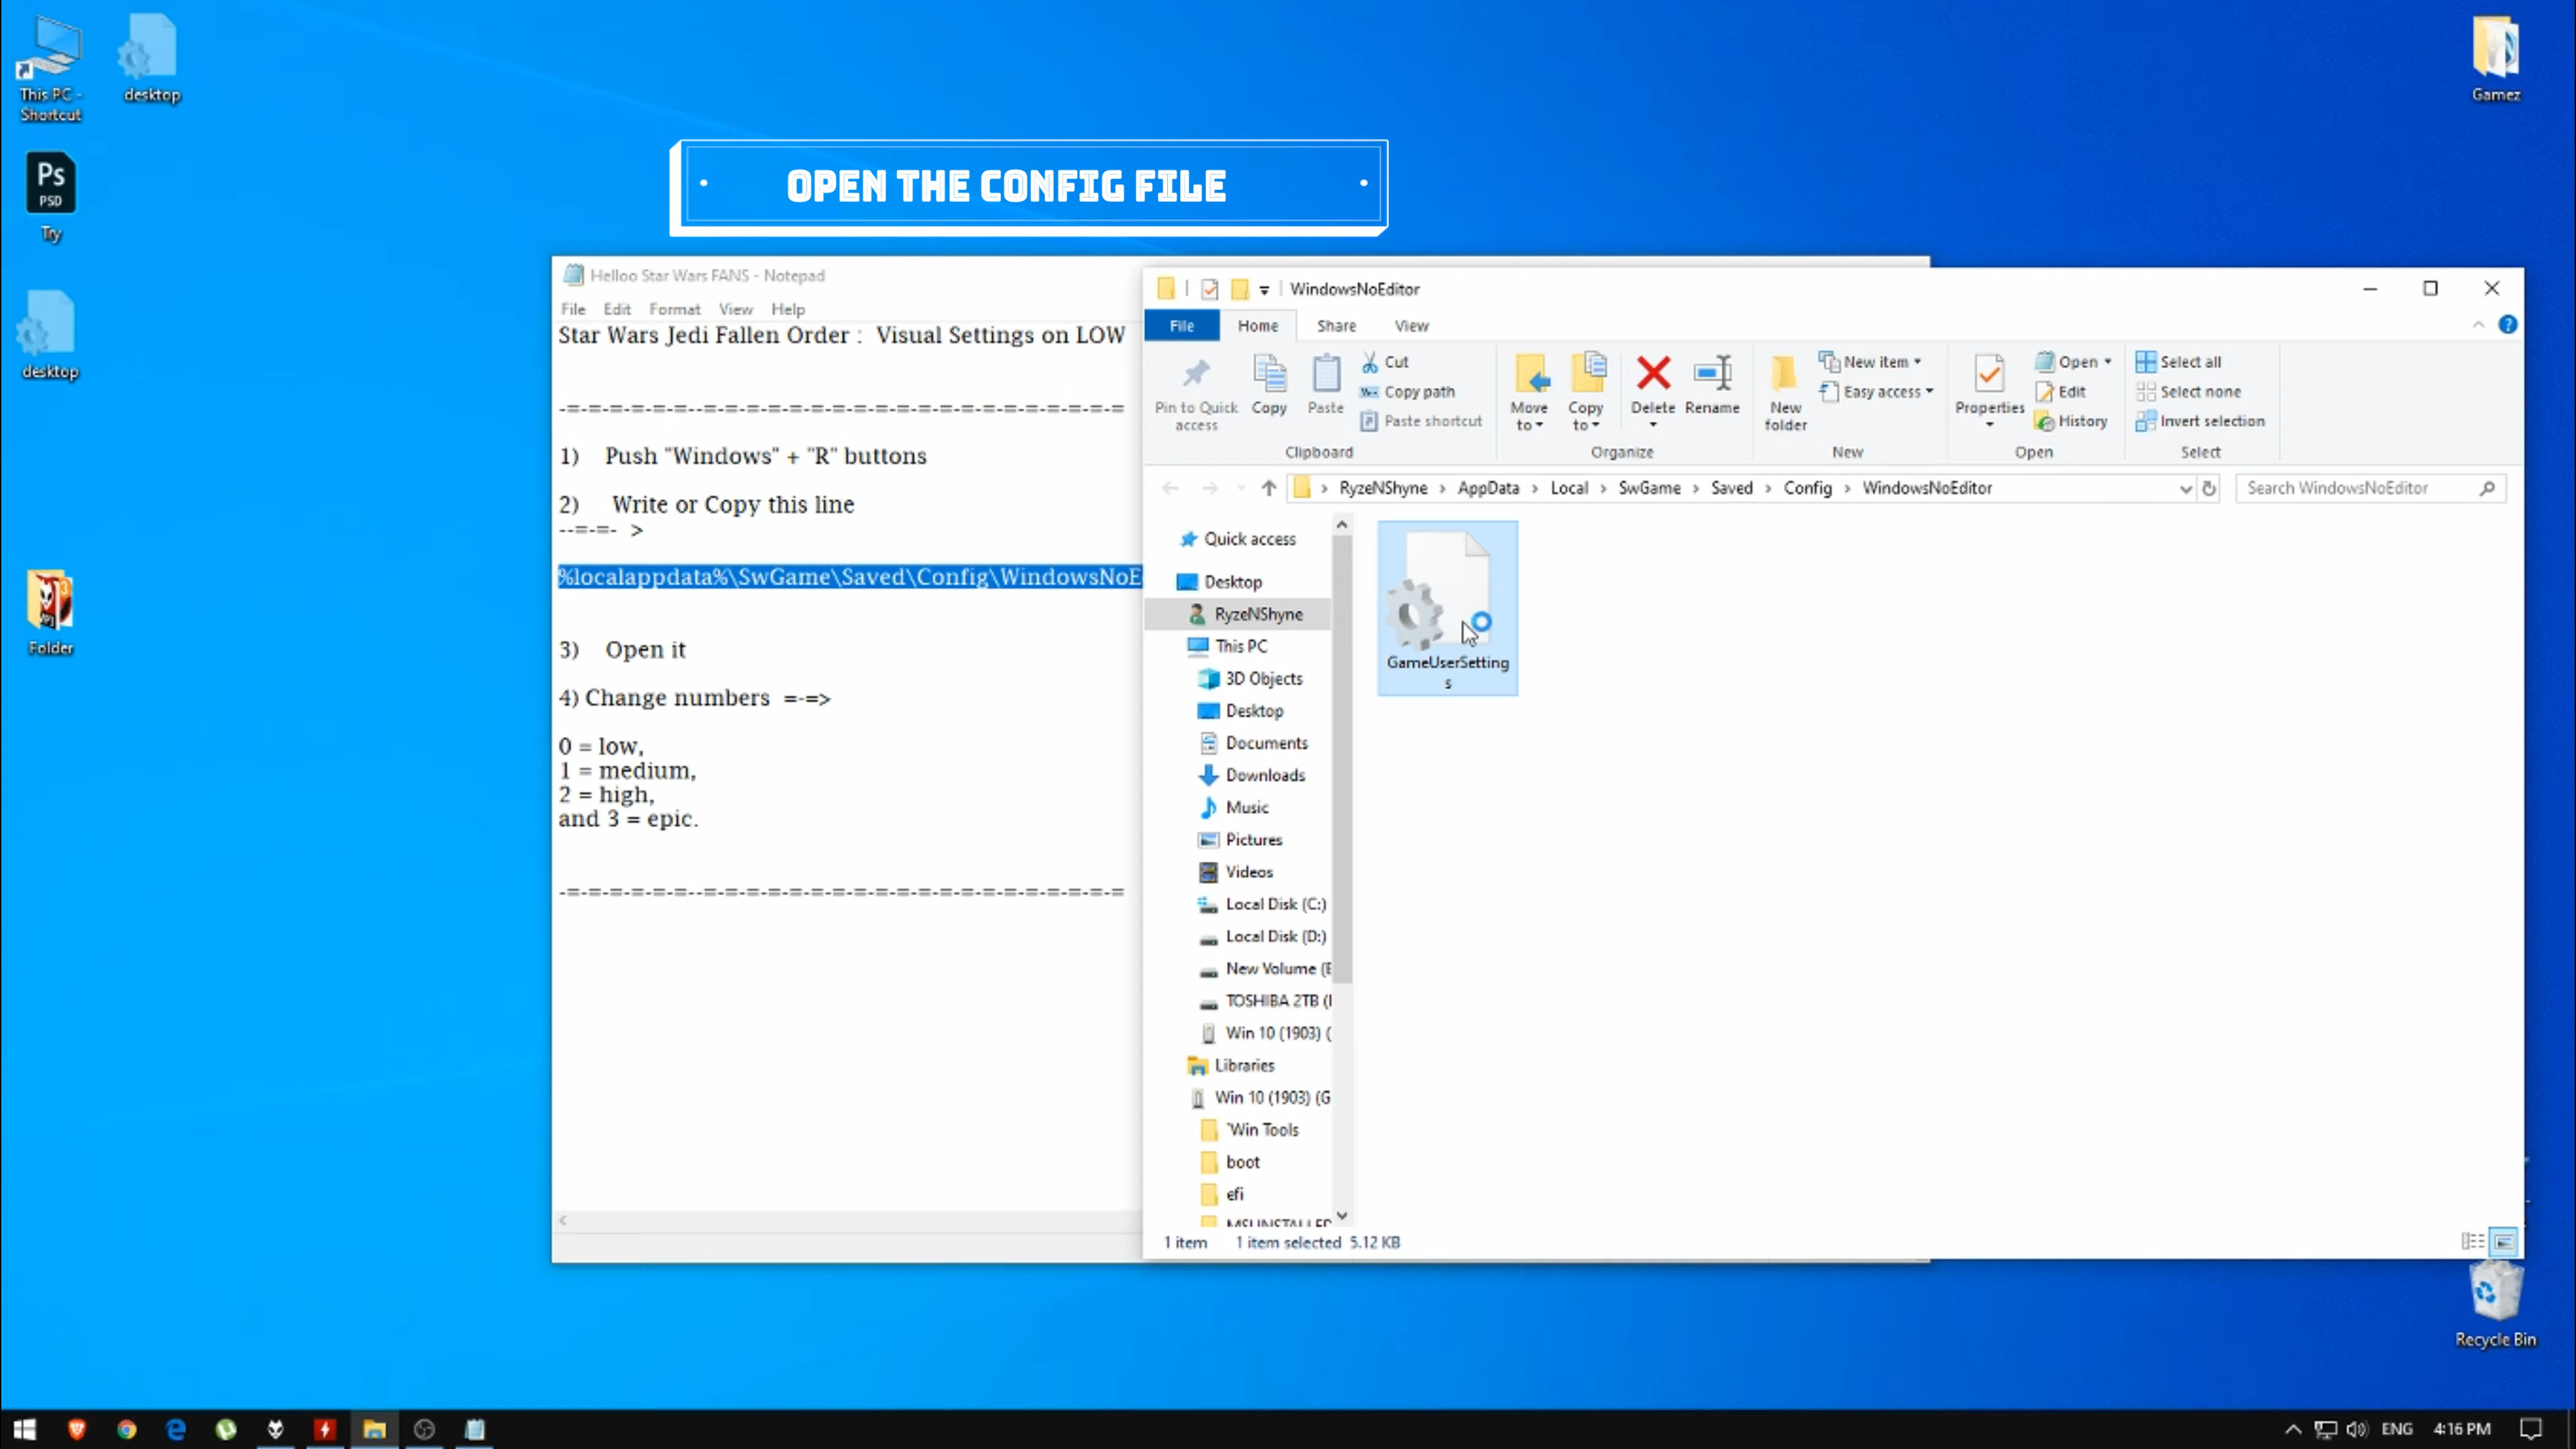 This PC -
Shortcut
desktop
Gamez
Ps
PSD
Try
desktop
Folder
OPEN THE CONFIG FILE
Helloo Star Wars FANS - Notepad
File Edit Format View Help
Star Wars Jedi Fallen Order :  Visual Settings on LOW
-=-=-=-=-=-=--=-=-=-=-=-=-=-=-=-=-=-=-=-=-=-=-=-=-=-=
1)    Push "Windows" + "R" buttons
2)     Write or Copy this line
--=-=-  >
%localappdata%\SwGame\Saved\Config\WindowsNoE
3)    Open it
4) Change numbers  =-=>
0 = low,
1 = medium,
2 = high,
and 3 = epic.
-=-=-=-=-=-=--=-=-=-=-=-=-=-=-=-=-=-=-=-=-=-=-=-=-=-=
WindowsNoEditor
File Home Share View
Pin to Quick
access
Copy
Paste
Cut
Copy path
Paste shortcut
Clipboard
Move
to
Copy
to
Delete
Rename
Organize
New
folder
New item
Easy access
New
Properties
Open
Edit
History
Open
Select all
Select none
Invert selection
Select
RyzeNShyne > AppData > Local > SwGame > Saved > Config > WindowsNoEditor
Search WindowsNoEditor
Quick access
Desktop
RyzeNShyne
This PC
3D Objects
Desktop
Documents
Downloads
Music
Pictures
Videos
Local Disk (C:)
Local Disk (D:)
New Volume (E
TOSHIBA 2TB (
Win 10 (1903) (
Libraries
Win 10 (1903) (G
`Win Tools
boot
efi
GameUserSetting
s
1 item 1 item selected 5.12 KB
Recycle Bin
ENG 4:16 PM